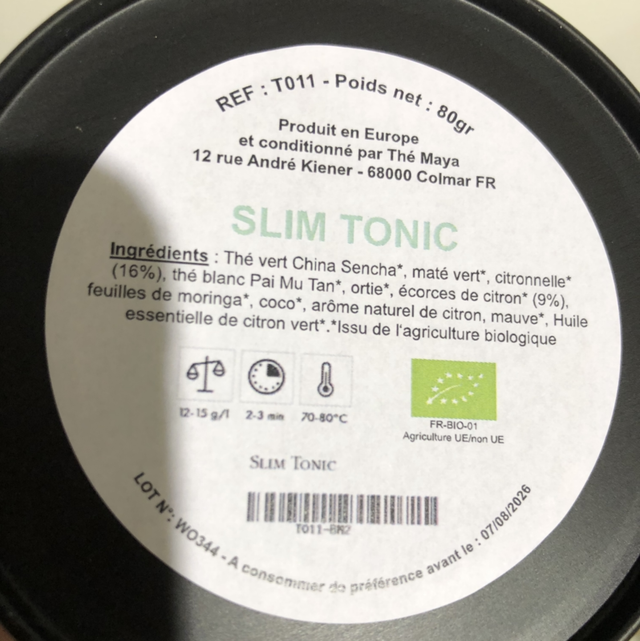 REF : T011 - Poids net : 80gr
Produit en Europe
et conditionné par Thé Maya
12 rue André Kiener - 68000 Colmar FR
SLIM TONIC
Ingrédients : Thé vert China Sencha*, maté vert*, citronnelle*
(16%), thé blanc Pai Mu Tan*, ortie*, écorces de citron* (9%),
feuilles de moringa*, coco*, arôme naturel de citron, mauve*, Huile
essentielle de citron vert*.*Issu de l'agriculture biologique
12-15 g/l 2-3 min 70-80°C
FR-BIO-01
Agriculture UE/non UE
SLIM TONIC
T011-BM2
LOT N°: WO344 - A consommer de préférence avant le : 07/08/2026